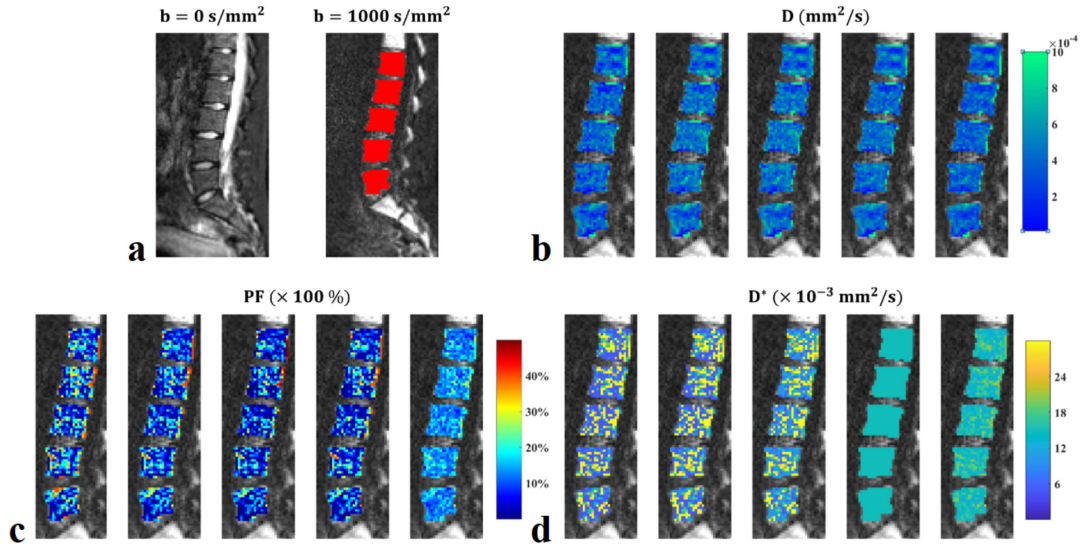 b = 0 s/mm²
b = 1000 s/mm²
a
D (mm²/s)
10 ×10⁻⁴
8
6
4
2
b
PF (× 100 %)
40%
30%
20%
10%
c
D* (× 10⁻³ mm²/s)
24
18
12
6
d